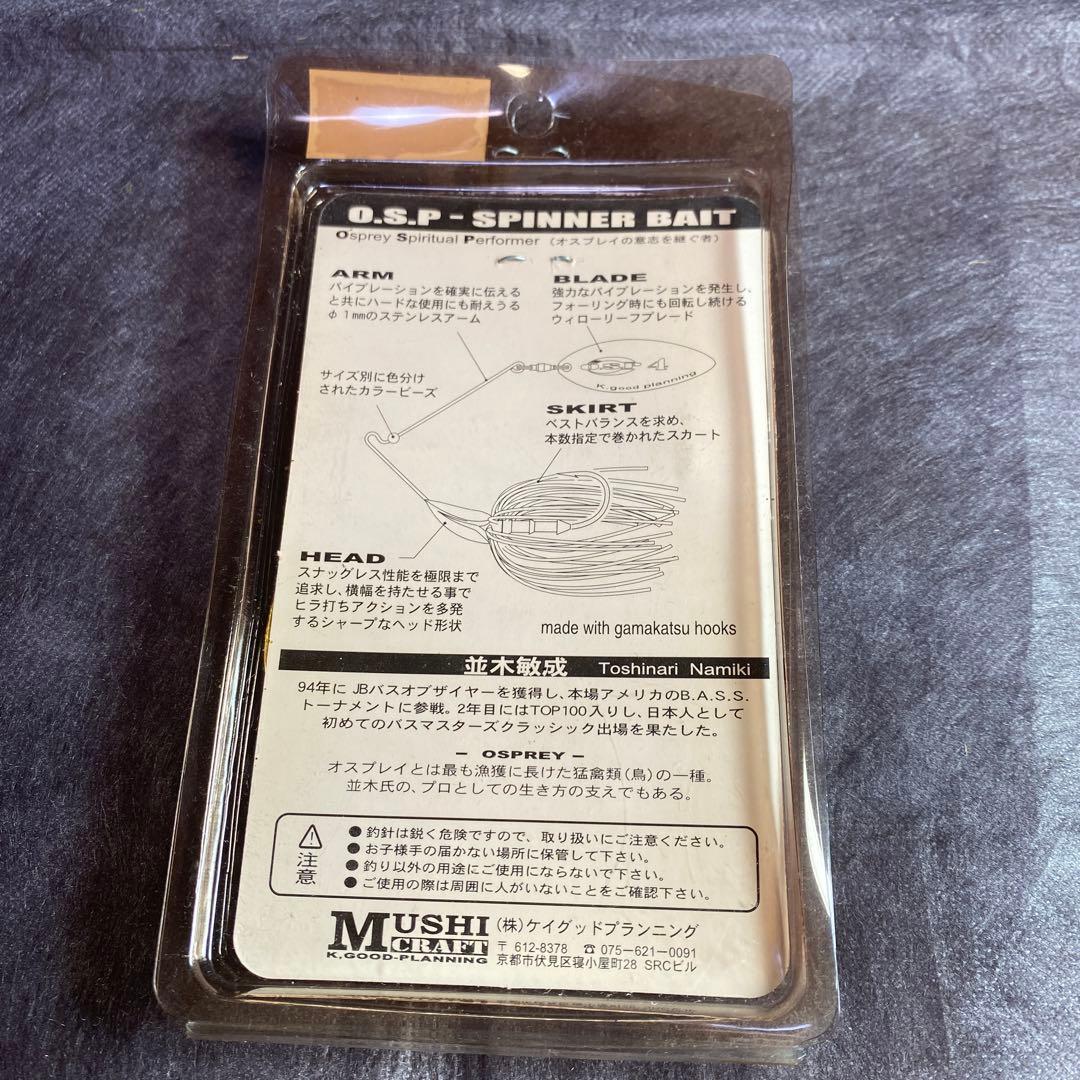 O.S.P - SPINNER BAIT
Osprey Spiritual Performer (オスプレイの意志を継ぐ者)
ARM
バイブレーションを確実に伝える
と共にハードな使用にも耐えうる
φ1mmのステンレスアーム
BLADE
強力なバイブレーションを発生し、
フォーリング時にも回転し続ける
ウィローリーフブレード
サイズ別に色分け
されたカラービーズ
O.S.P 4
K.good planning
SKIRT
ベストバランスを求め、
本数指定で巻かれたスカート
HEAD
スナッグレス性能を極限まで
追求し、横幅を持たせる事で
ヒラ打ちアクションを多発
するシャープなヘッド形状
made with gamakatsu hooks
並木敏成 Toshinari Namiki
94年に JBバスオブザイヤーを獲得し、本場アメリカのB.A.S.S.
トーナメントに参戦。2年目にはTOP100入りし、日本人として
初めてのバスマスターズクラッシック出場を果たした。
- OSPREY -
オスプレイとは最も漁獲に長けた猛禽類(鳥)の一種。
並木氏の、プロとしての生き方の支えでもある。
注意
●釣針は鋭く危険ですので、取り扱いにご注意ください。
●お子様手の届かない場所に保管して下さい。
●釣り以外の用途にご使用にならないで下さい。
●ご使用の際は周囲に人がいないことをご確認下さい。
MUSHI CRAFT
K,GOOD-PLANNING
(株)ケイグッドプランニング
〒612-8378 ☎075-621-0091
京都市伏見区寝小屋町28 SRCビル